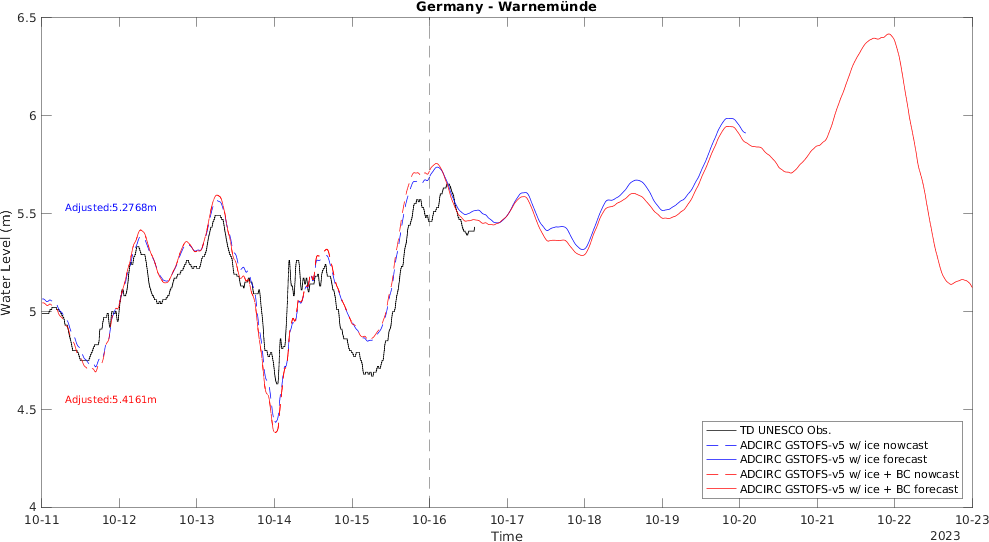 Germany - Warnemünde
6.5
6
5.5
5
4.5
4
Water Level (m)
Adjusted:5.2768m
Adjusted:5.4161m
TD UNESCO Obs.
ADCIRC GSTOFS-v5 w/ ice nowcast
ADCIRC GSTOFS-v5 w/ ice forecast
ADCIRC GSTOFS-v5 w/ ice + BC nowcast
ADCIRC GSTOFS-v5 w/ ice + BC forecast
10-11 10-12 10-13 10-14 10-15 10-16 10-17 10-18 10-19 10-20 10-21 10-22 10-23
Time
2023